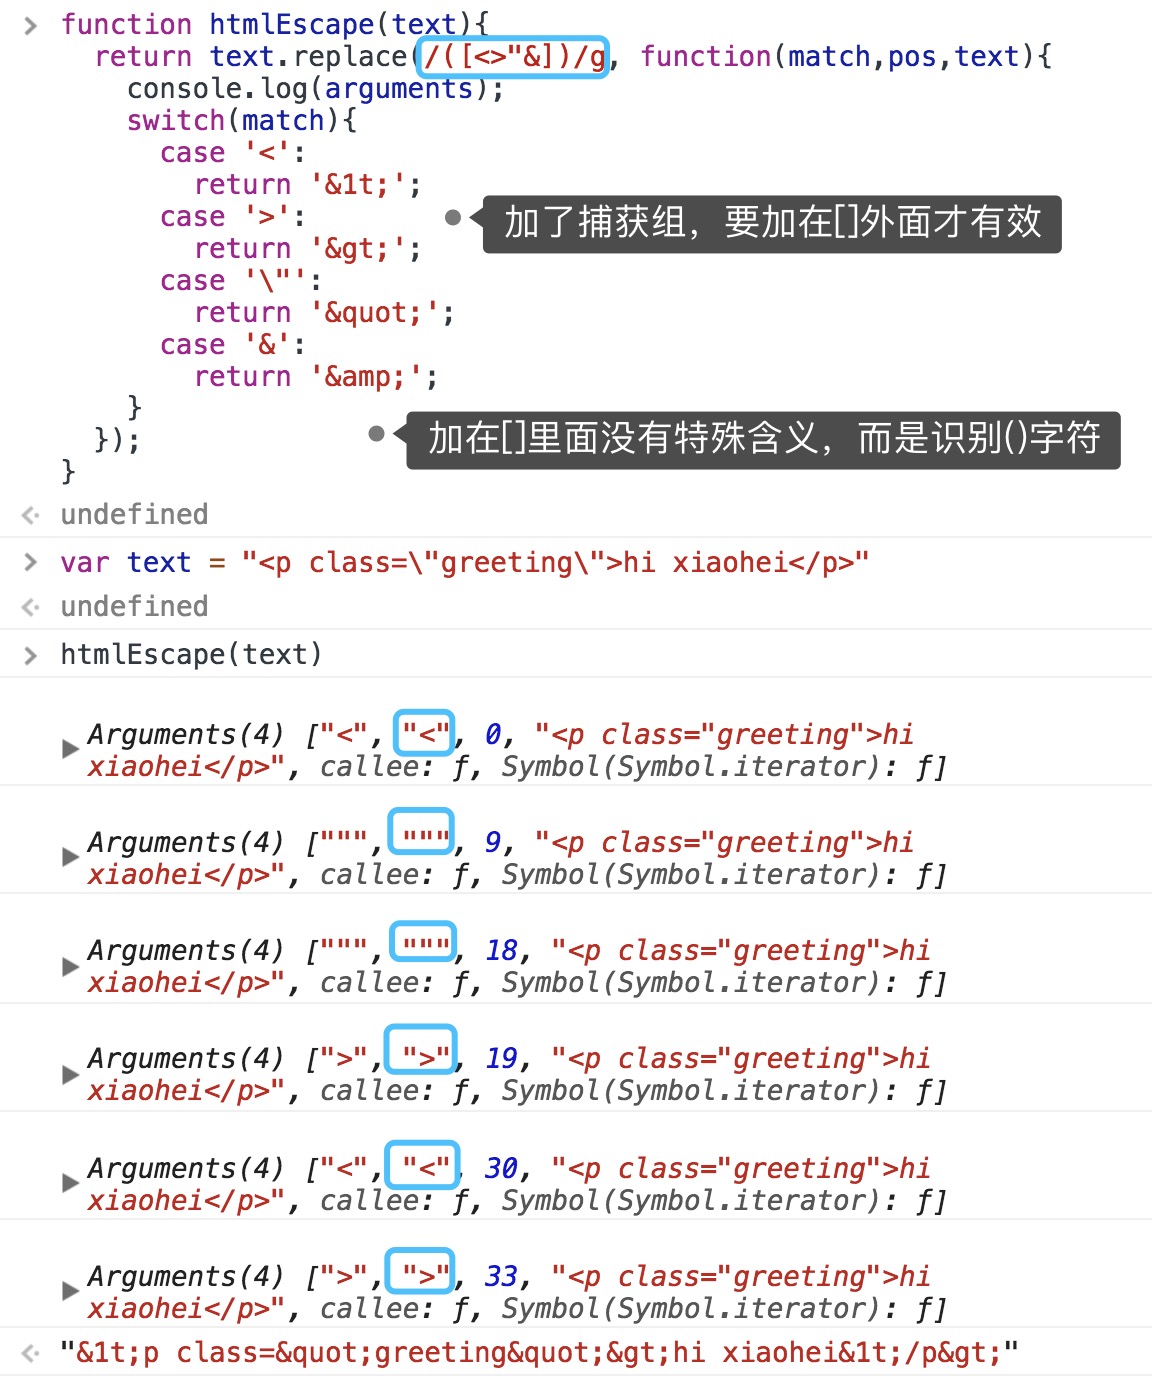 function htmlEscape(text){
return text.replace(/([<>"&])/g, function(match,pos,text){
console.log(arguments);
switch(match){
case '<':
return '&1t;';
case '>':
加了捕获组，要加在[]外面才有效
return '&gt;';
case '\"':
return '&quot;';
case '&':
return '&amp;';
}
});
加在[]里面没有特殊含义，而是识别()字符
}
undefined
var text = "<p class=\"greeting\">hi xiaohei</p>"
undefined
htmlEscape(text)
Arguments(4) ["<", "<", 0, "<p class="greeting">hi
xiaohei</p>", callee: ƒ, Symbol(Symbol.iterator): ƒ]
Arguments(4) [""", """, 9, "<p class="greeting">hi
xiaohei</p>", callee: ƒ, Symbol(Symbol.iterator): ƒ]
Arguments(4) [""", """, 18, "<p class="greeting">hi
xiaohei</p>", callee: ƒ, Symbol(Symbol.iterator): ƒ]
Arguments(4) [">", ">", 19, "<p class="greeting">hi
xiaohei</p>", callee: ƒ, Symbol(Symbol.iterator): ƒ]
Arguments(4) ["<", "<", 30, "<p class="greeting">hi
xiaohei</p>", callee: ƒ, Symbol(Symbol.iterator): ƒ]
Arguments(4) [">", ">", 33, "<p class="greeting">hi
xiaohei</p>", callee: ƒ, Symbol(Symbol.iterator): ƒ]
"&1t;p class=&quot;greeting&quot;&gt;hi xiaohei&1t;/p&gt;"